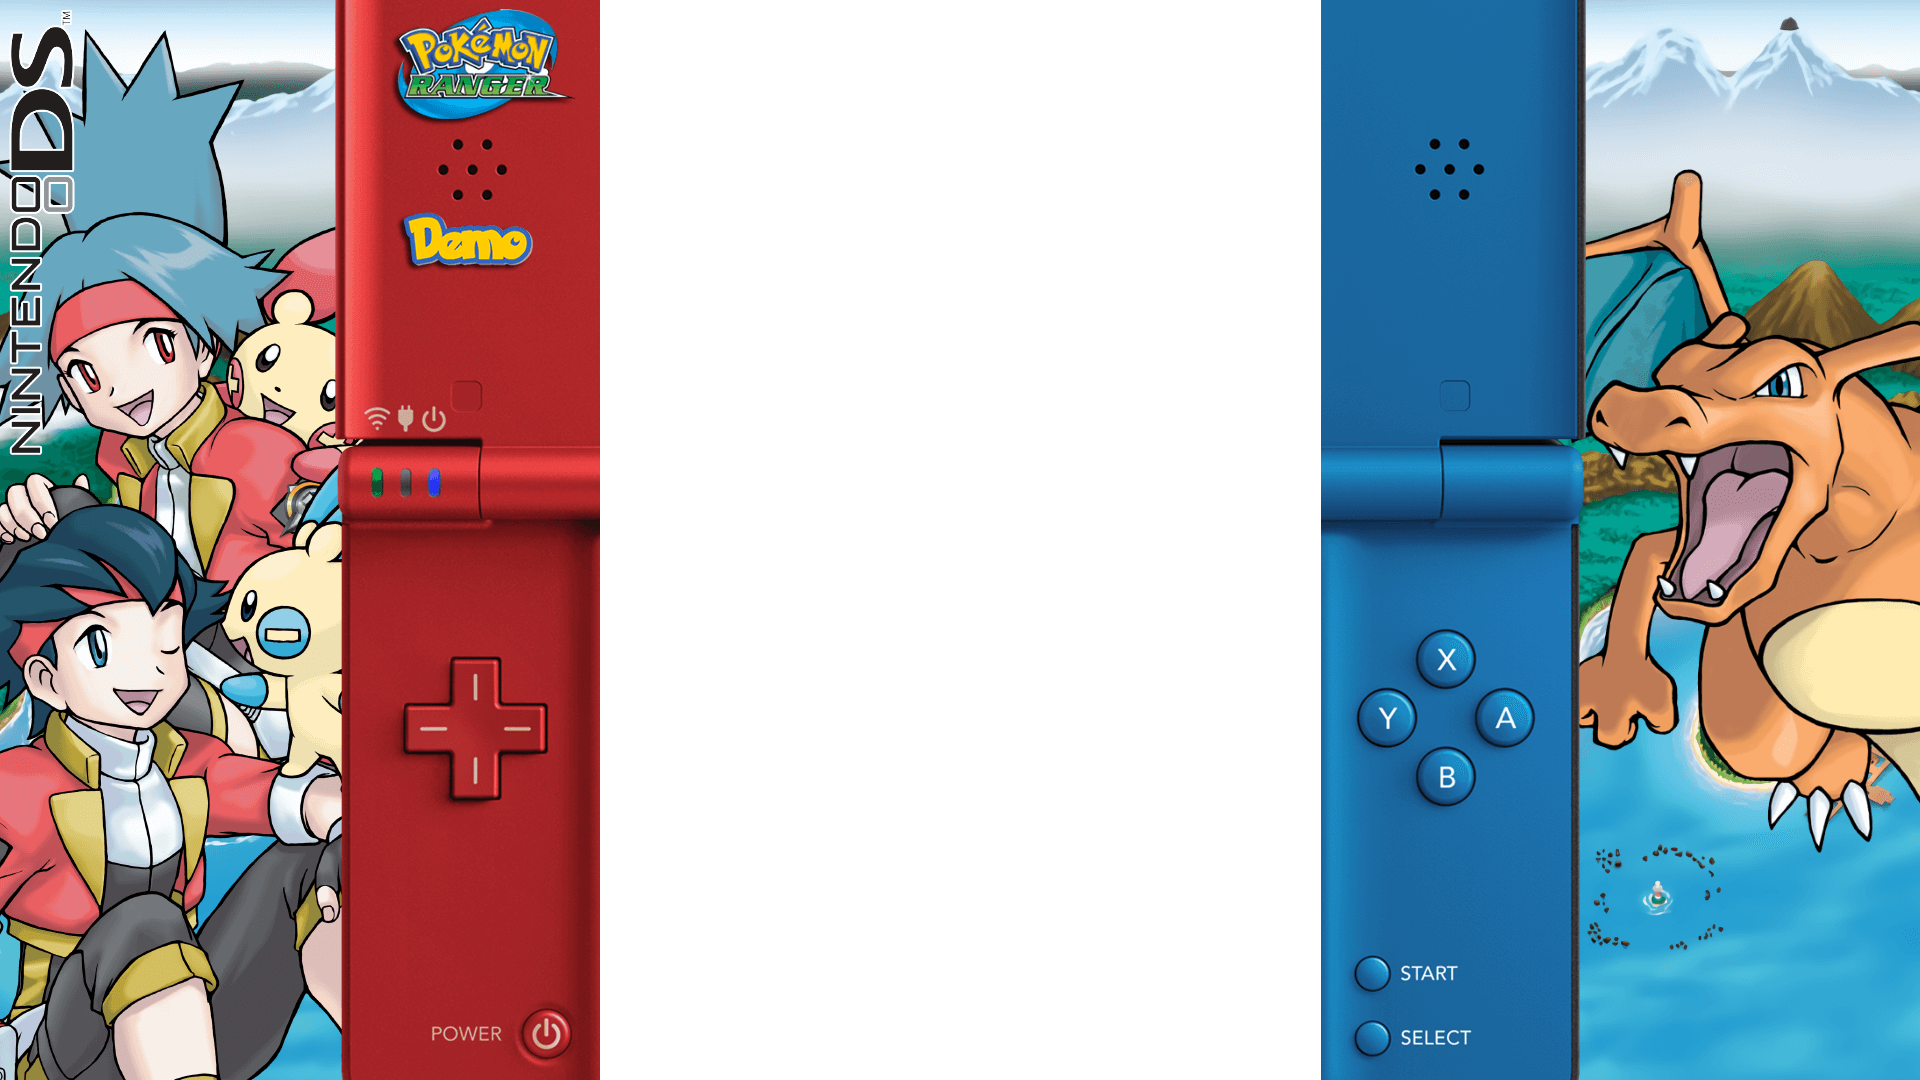 NINTENDO DS™
POKéMON
RANGER
Demo
POWER
X
Y
A
B
START
SELECT